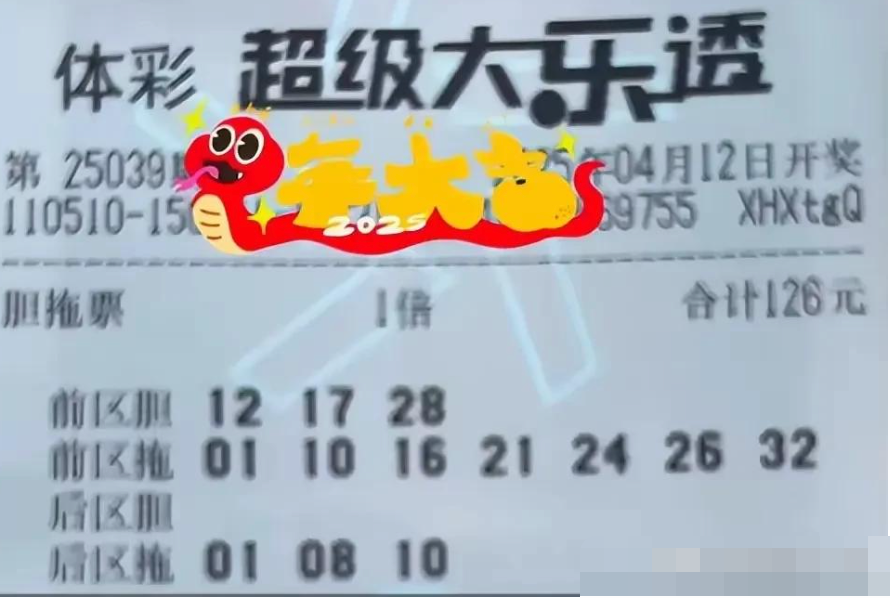 体彩 超级大乐透
第 25039 年04月12日开奖
110510-15 69755 XHXtgQ
2025
胆拖票 1倍 合计126元
前区胆 12 17 28
前区拖 01 10 16 21 24 26 32
后区胆
后区拖 01 08 10